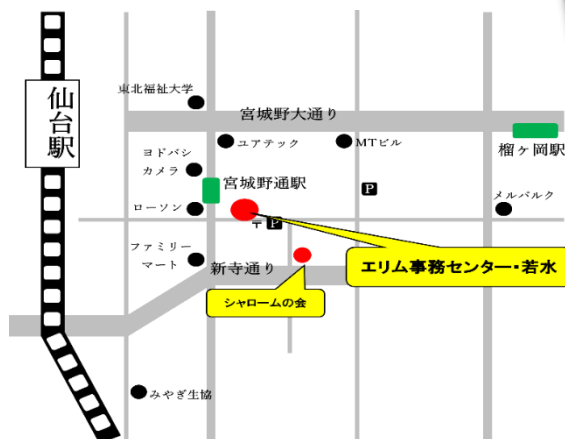 仙台駅
東北福祉大学
宮城野大通り
ユアテック
MTビル
榴ヶ岡駅
ヨドバシ
カメラ
宮城野通駅
P
メルパルク
ローソン
〒 P
ファミリー
マート
新寺通り
エリム事務センター・若水
シャロームの会
みやぎ生協